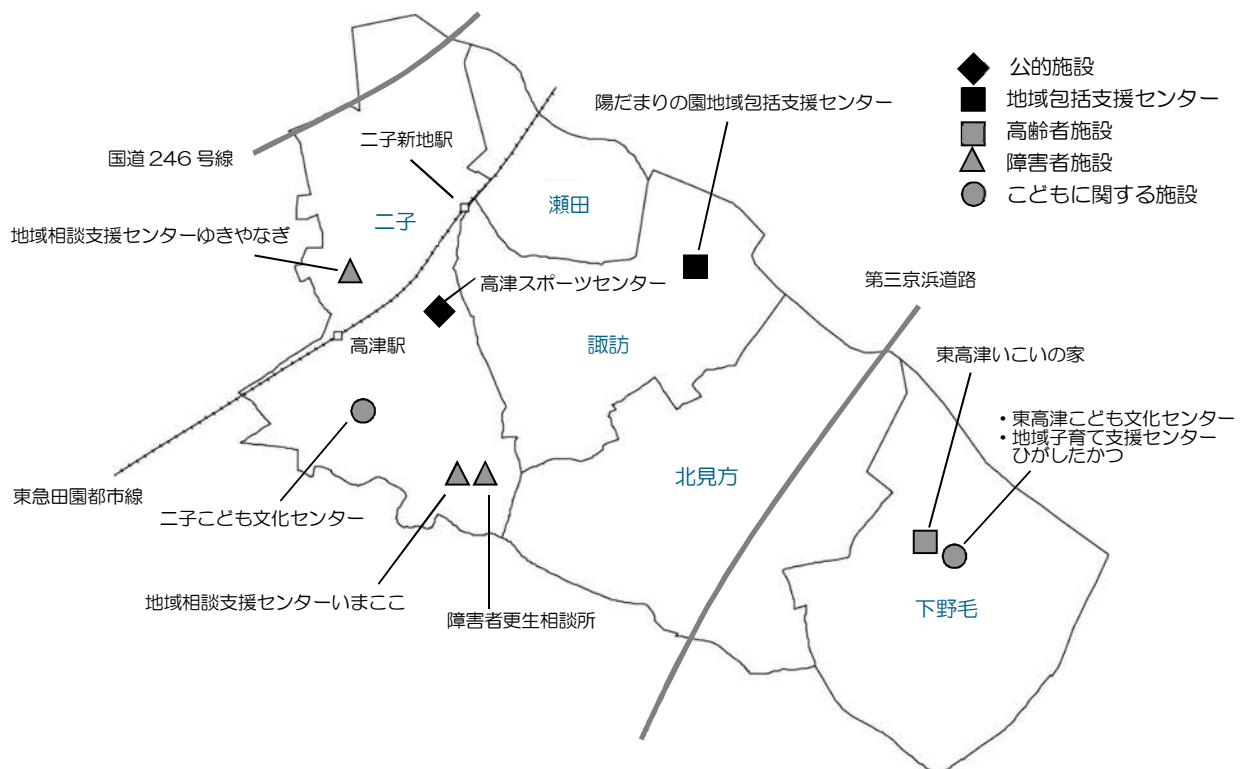 公的施設
地域包括支援センター
高齢者施設
障害者施設
こどもに関する施設
陽だまりの園地域包括支援センター
二子新地駅
国道246号線
瀬田
二子
地域相談支援センターゆきやなぎ
高津スポーツセンター
第三京浜道路
諏訪
高津駅
東高津いこいの家
・東高津こども文化センター
・地域子育て支援センター
ひがしたかつ
北見方
東急田園都市線
二子こども文化センター
地域相談支援センターいまここ
障害者更生相談所
下野毛